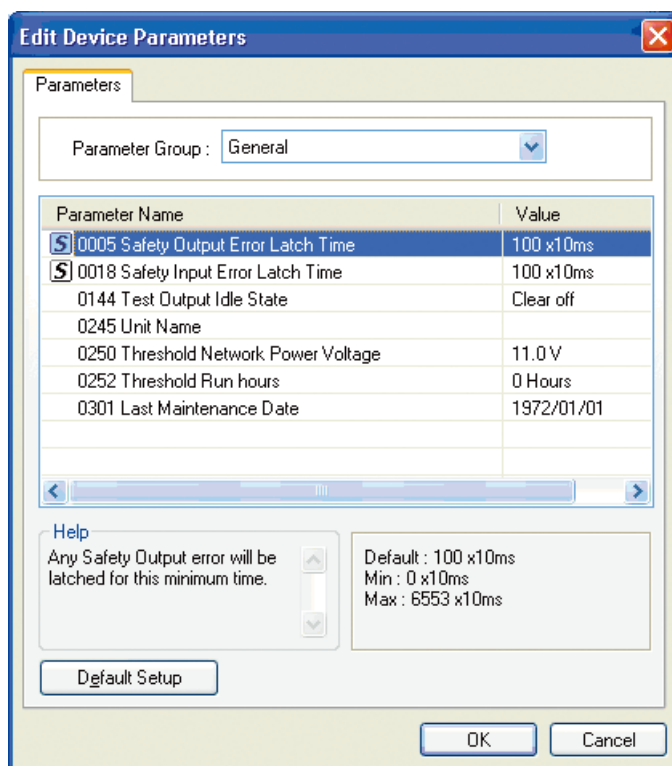 Edit Device Parameters
Parameters
Parameter Group : General
Parameter Name Value
S 0005 Safety Output Error Latch Time 100 x10ms
S 0018 Safety Input Error Latch Time 100 x10ms
0144 Test Output Idle State Clear off
0245 Unit Name
0250 Threshold Network Power Voltage 11.0 V
0252 Threshold Run hours 0 Hours
0301 Last Maintenance Date 1972/01/01
Help
Any Safety Output error will be
latched for this minimum time.
Default : 100 x10ms
Min : 0 x10ms
Max : 6553 x10ms
Default Setup
OK Cancel